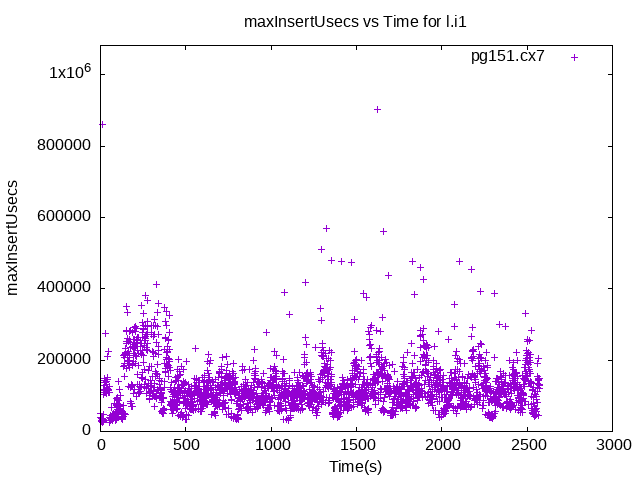 maxInsertUsecs vs Time for l.i1
pg151.cx7
1x10^6
800000
600000
400000
200000
0
maxInsertUsecs
0 500 1000 1500 2000 2500 3000
Time(s)